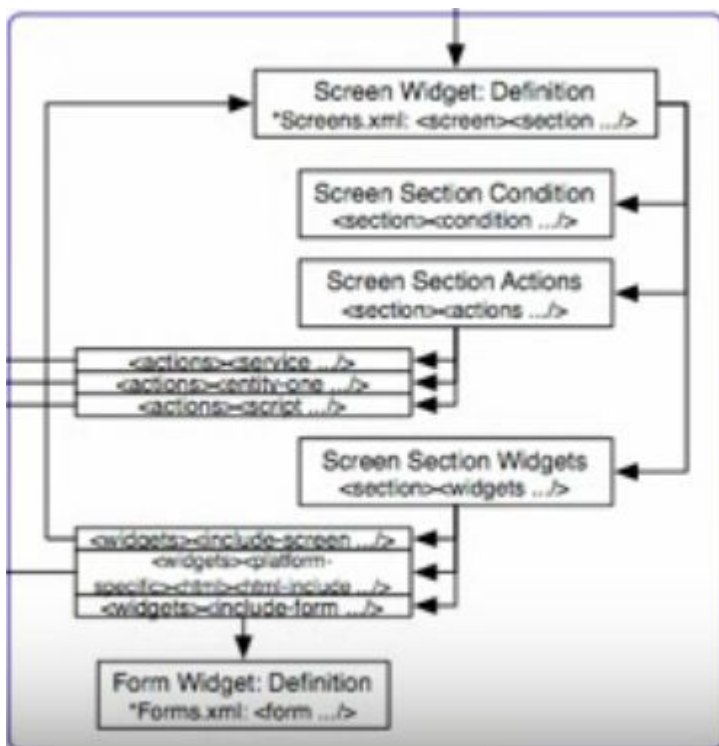 Screen Widget: Definition
*Screens.xml: <screen><section .../>
Screen Section Condition
<section><condition .../>
Screen Section Actions
<section><actions .../>
<actions><service .../>
<actions><entity-one .../>
<actions><script .../>
Screen Section Widgets
<section><widgets .../>
<widgets><include-screen .../>
<widgets><platform-
specific><html><html-include .../>
<widgets><include-form .../>
Form Widget: Definition
*Forms.xml: <form .../>